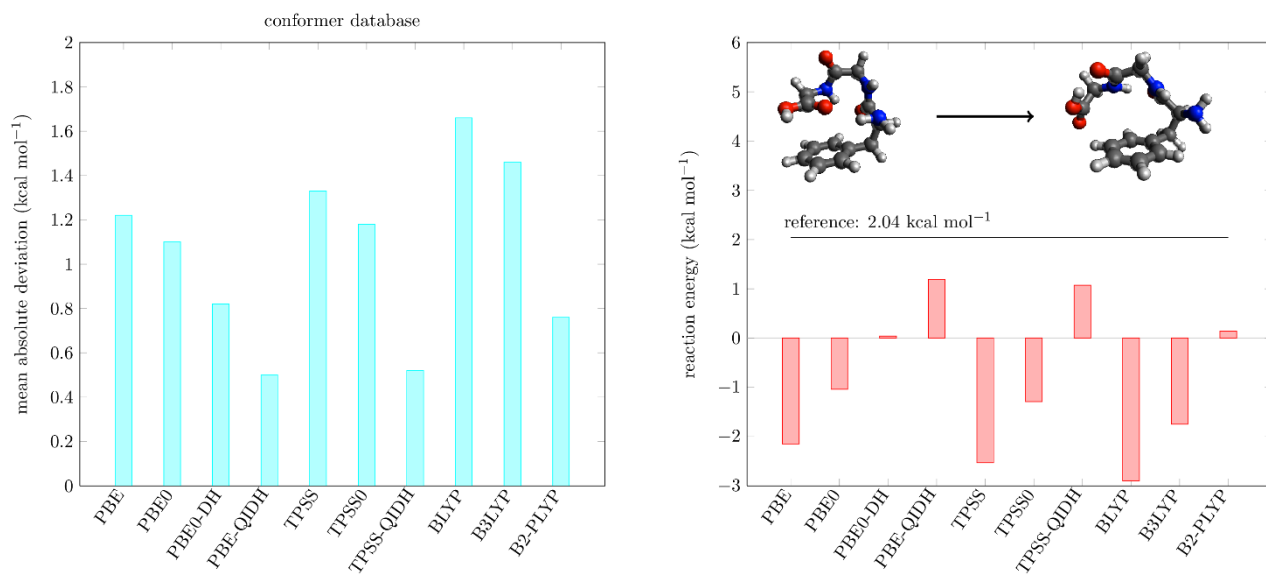 conformer database
mean absolute deviation (kcal mol⁻¹)
2
1.8
1.6
1.4
1.2
1
0.8
0.6
0.4
0.2
0
PBE
PBE0
PBE0-DH
PBE-QIDH
TPSS
TPSS0
TPSS-QIDH
BLYP
B3LYP
B2-PLYP
reaction energy (kcal mol⁻¹)
6
5
4
3
2
1
0
−1
−2
−3
reference: 2.04 kcal mol⁻¹
PBE
PBE0
PBE0-DH
PBE-QIDH
TPSS
TPSS0
TPSS-QIDH
BLYP
B3LYP
B2-PLYP